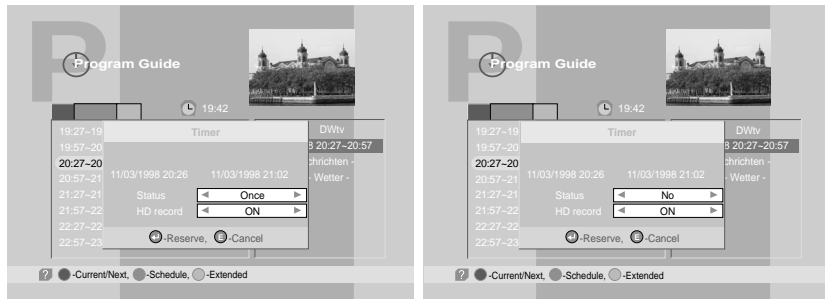 Program Guide
19:42
19:27~19
Timer
DWtv
19:57~20
8 20:27~20:57
20:27~20
chrichten -
20:57~21
11/03/1998 20:26
11/03/1998 21:02
- Wetter -
21:27~21
Status
Once
21:57~22
HD record
ON
22:27~22
22:57~23
-Reserve,
E
-Cancel
?
-Current/Next,
-Schedule,
-Extended
Program Guide
19:42
19:27~19
Timer
DWtv
19:57~20
8 20:27~20:57
20:27~20
chrichten -
20:57~21
11/03/1998 20:26
11/03/1998 21:02
- Wetter -
21:27~21
Status
No
21:57~22
HD record
ON
22:27~22
22:57~23
-Reserve,
E
-Cancel
?
-Current/Next,
-Schedule,
-Extended